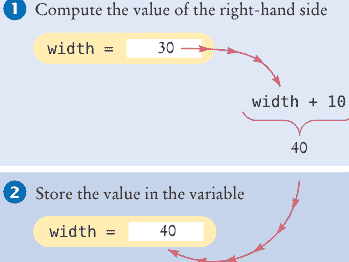 1 Compute the value of the right-hand side
width = 30
width + 10
40
2 Store the value in the variable
width = 40